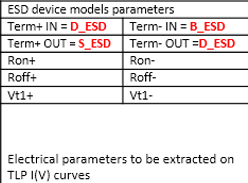 ESD device models parameters
Term+ IN = D_ESD Term- IN = B_ESD
Term+ OUT = S_ESD Term- OUT =D_ESD
Ron+ Ron-
Roff+ Roff-
Vt1+ Vt1-
Electrical parameters to be extracted on
TLP I(V) curves